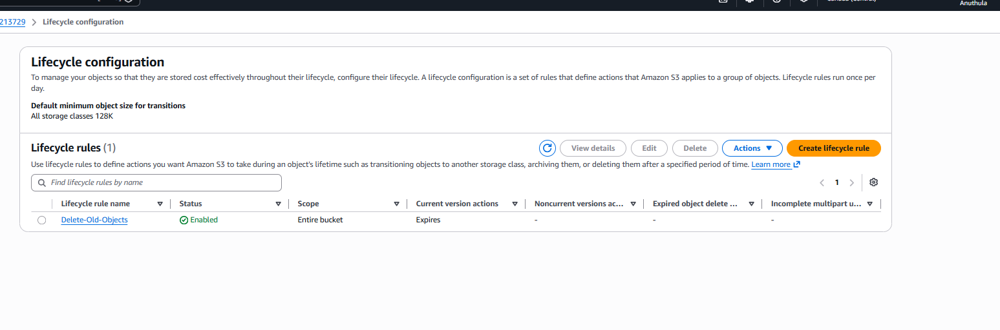 Anuthula
213729 > Lifecycle configuration
Lifecycle configuration
To manage your objects so that they are stored cost effectively throughout their lifecycle, configure their lifecycle. A lifecycle configuration is a set of rules that define actions that Amazon S3 applies to a group of objects. Lifecycle rules run once per
day.
Default minimum object size for transitions
All storage classes 128K
Lifecycle rules (1)
View details
Edit
Delete
Actions
Create lifecycle rule
Use lifecycle rules to define actions you want Amazon S3 to take during an object's lifetime such as transitioning objects to another storage class, archiving them, or deleting them after a specified period of time. Learn more
Find lifecycle rules by name
1
Lifecycle rule name Status Scope Current version actions Noncurrent versions ac... Expired object delete ... Incomplete multipart u...
Delete-Old-Objects Enabled Entire bucket Expires - - -